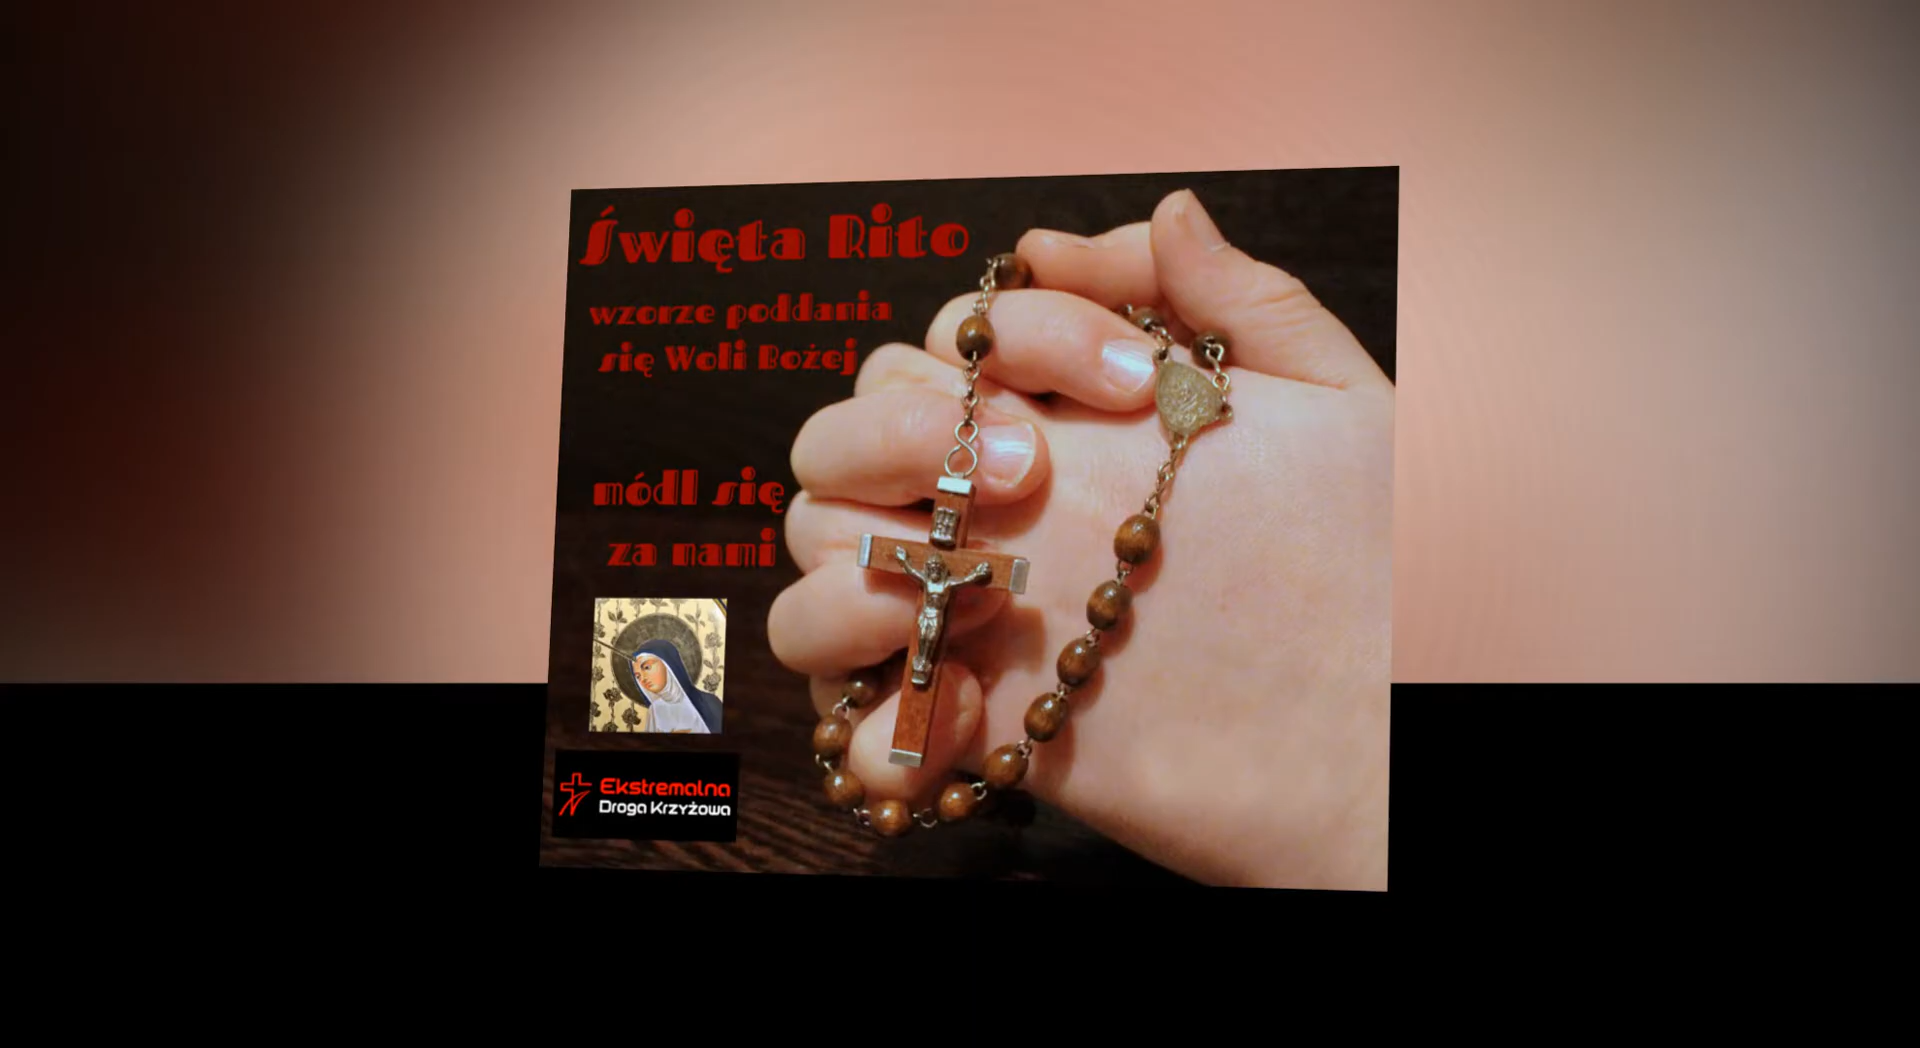 Święta Rito
wzorze poddania
się Woli Bożej
módl się
za nami
Ekstremalna
Droga Krzyżowa